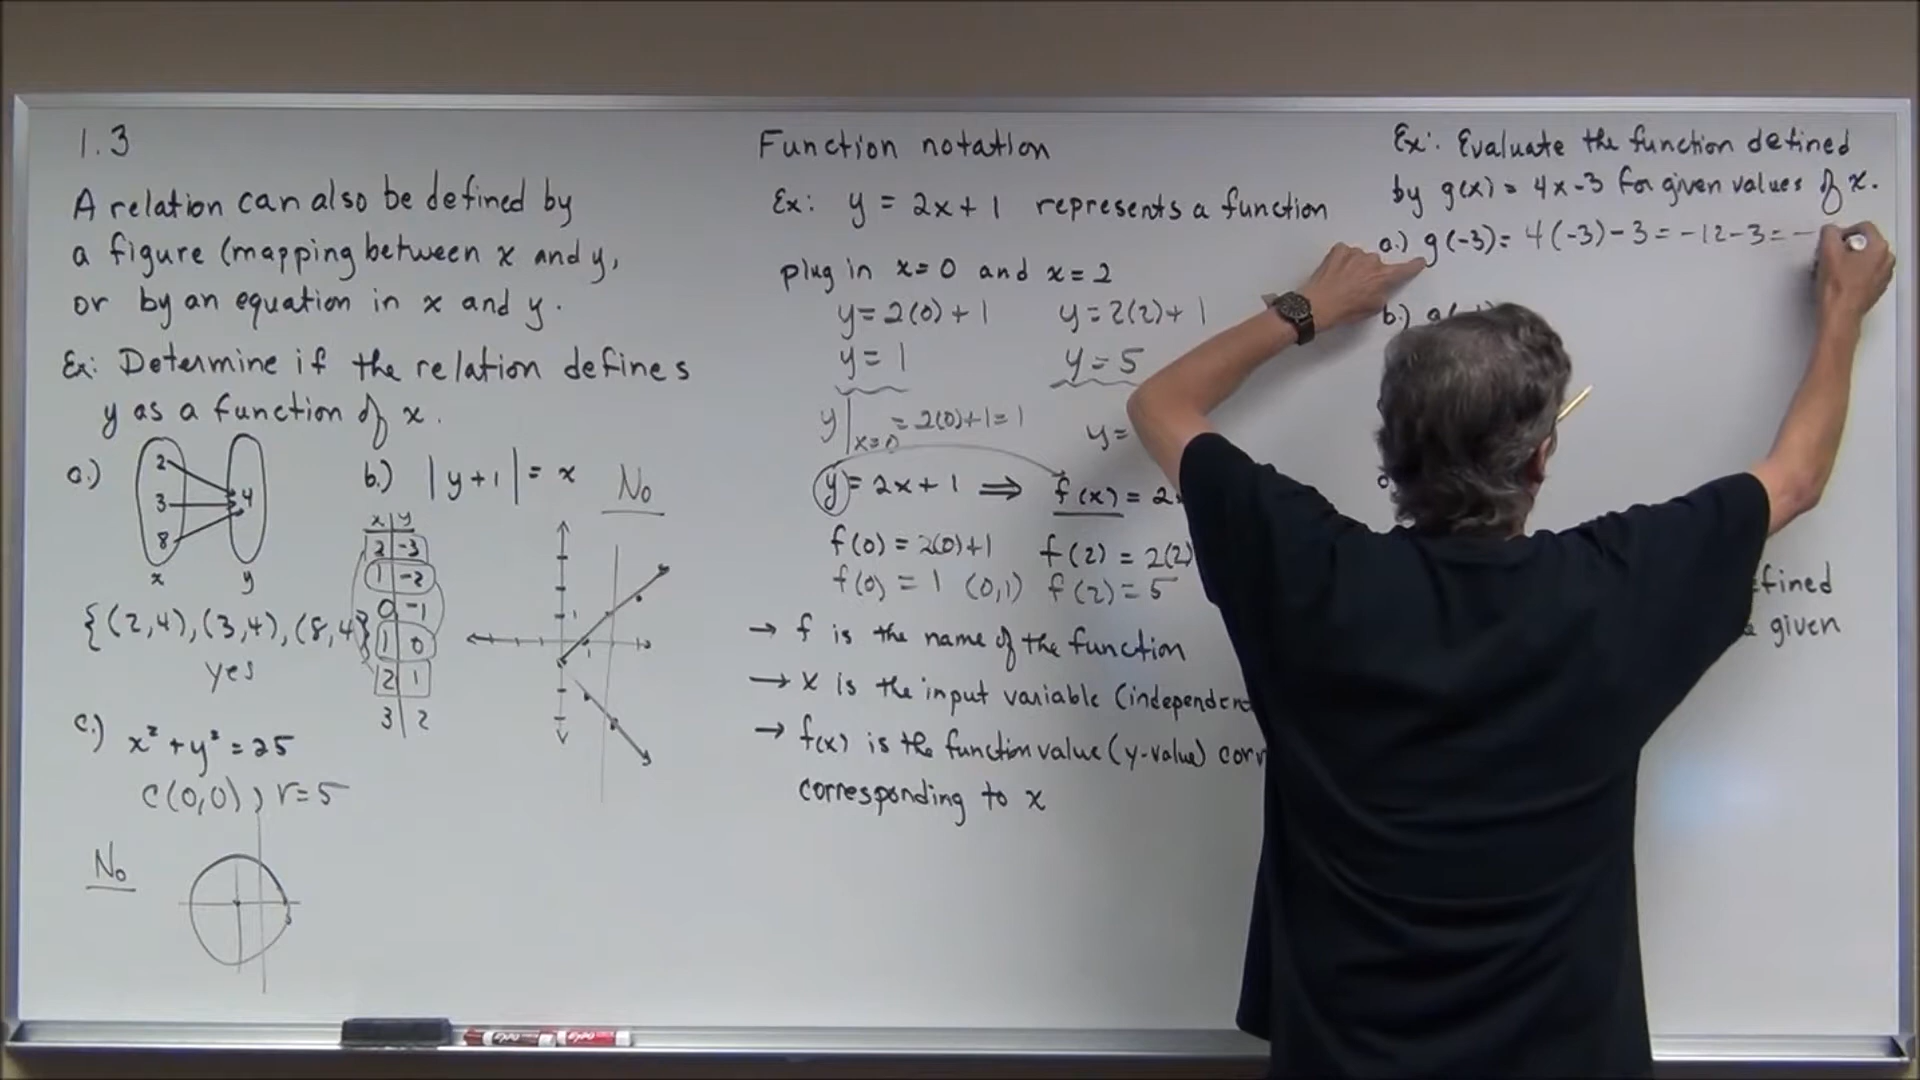 1.3
A relation can also be defined by
a figure (mapping between x and y,
or by an equation in x and y.
Ex: Determine if the relation defines
y as a function of x.
a.)
2
3
8
4
x
y
{(2,4), (3,4), (8,4)}
yes
b.) |y+1| = x No
x y
2 -3
1 -2
0 -1
1 0
2 1
3 2
1
1
c.) x² + y² = 25
C(0,0), r=5
No
Function notation
Ex: y = 2x + 1 represents a function
plug in x=0 and x=2
y = 2(0) + 1 y = 2(2) + 1
y = 1 y = 5
y|x=0 = 2(0)+1=1 y=
y = 2x + 1 ⟹ f(x) = 2
f(0) = 2(0)+1 f(2) = 2(2)
f(0) = 1 (0,1) f(2) = 5
→ f is the name of the function
→ x is the input variable (independent
→ f(x) is the function value (y-value) corr
corresponding to x
Ex: Evaluate the function defined
by g(x) = 4x-3 for given values of x.
a.) g(-3) = 4(-3) - 3 = -12 - 3 = -
b.) g(
fined
given